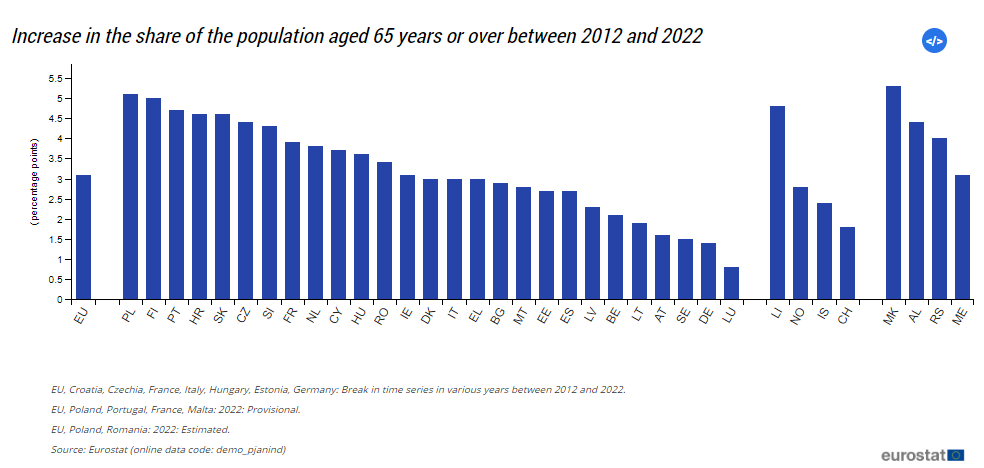 Increase in the share of the population aged 65 years or over between 2012 and 2022
</>
(percentage points)
5.5
5
4.5
4
3.5
3
2.5
2
1.5
1
0.5
0
EU PL FI PT HR SK CZ SI FR NL CY HU RO IE DK IT EL BG MT EE ES LV BE LT AT SE DE LU LI NO IS CH MK AL RS ME
EU, Croatia, Czechia, France, Italy, Hungary, Estonia, Germany: Break in time series in various years between 2012 and 2022.
EU, Poland, Portugal, France, Malta: 2022: Provisional.
EU, Poland, Romania: 2022: Estimated.
Source: Eurostat (online data code: demo_pjanind)
eurostat